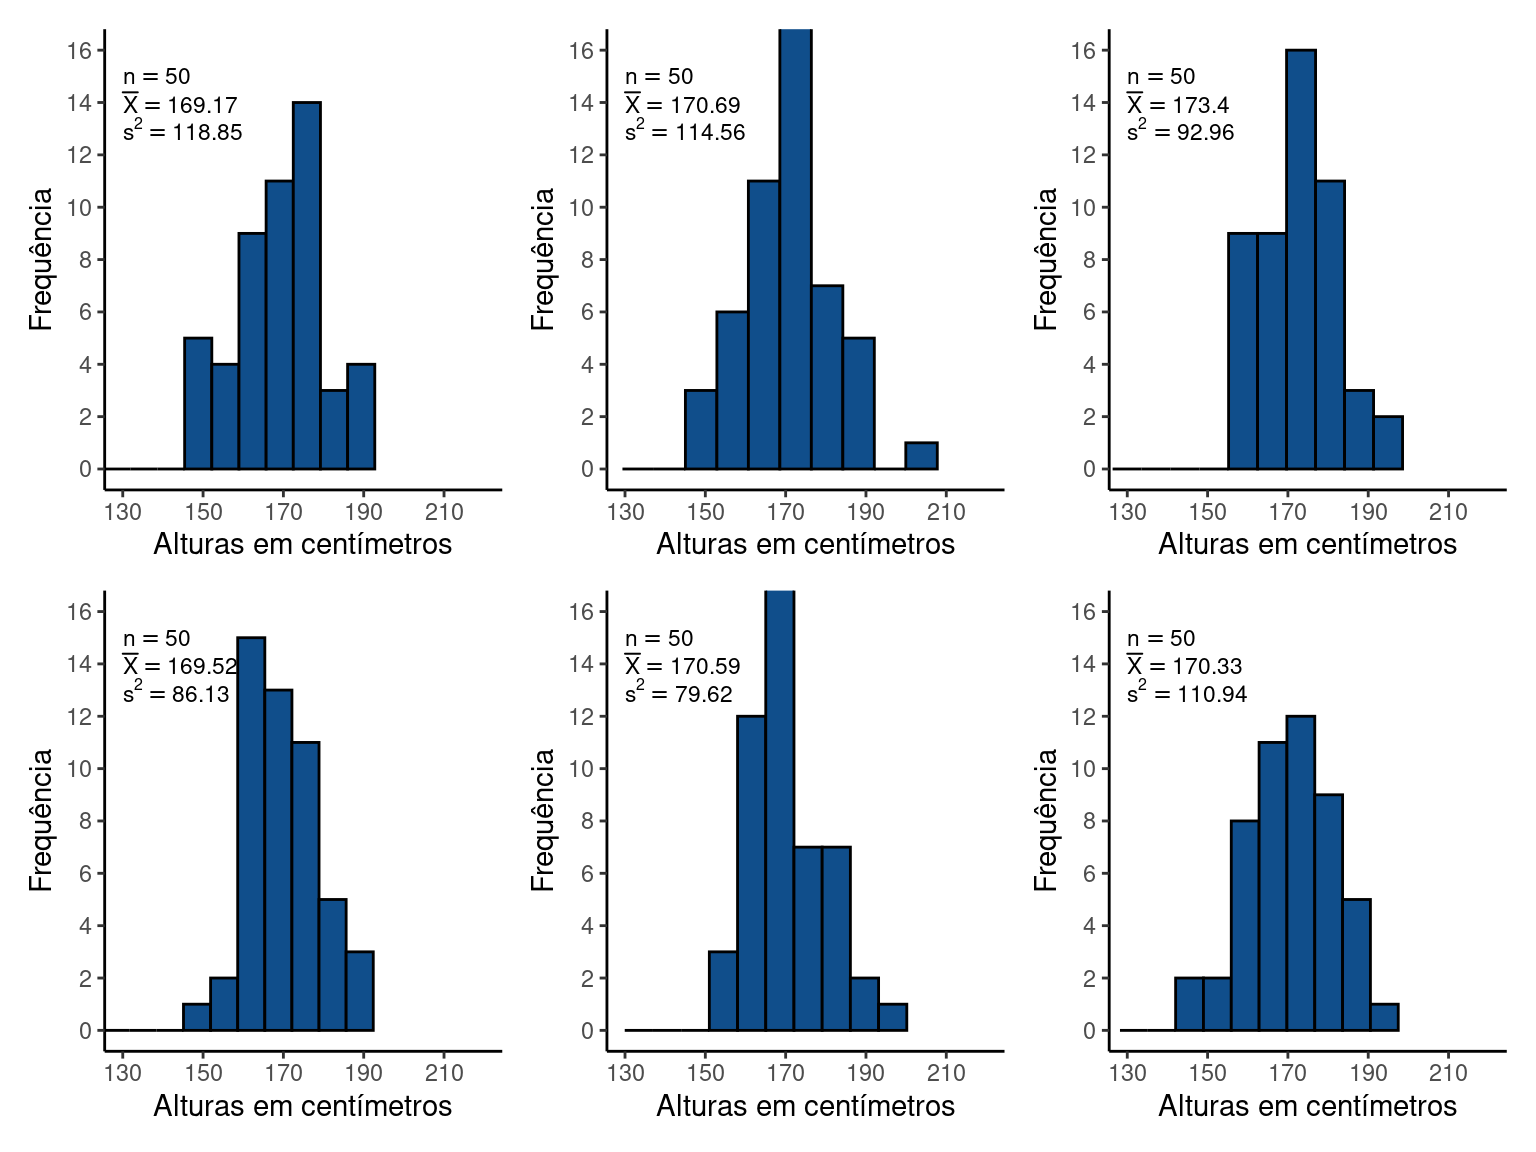 16
14
12
10
8
6
4
2
0
Frequência
n = 50
X = 169.17
s² = 118.85
130 150 170 190 210
Alturas em centímetros
16
14
12
10
8
6
4
2
0
Frequência
n = 50
X = 170.69
s² = 114.56
130 150 170 190 210
Alturas em centímetros
16
14
12
10
8
6
4
2
0
Frequência
n = 50
X = 173.4
s² = 92.96
130 150 170 190 210
Alturas em centímetros
16
14
12
10
8
6
4
2
0
Frequência
n = 50
X = 169.52
s² = 86.13
130 150 170 190 210
Alturas em centímetros
16
14
12
10
8
6
4
2
0
Frequência
n = 50
X = 170.59
s² = 79.62
130 150 170 190 210
Alturas em centímetros
16
14
12
10
8
6
4
2
0
Frequência
n = 50
X = 170.33
s² = 110.94
130 150 170 190 210
Alturas em centímetros